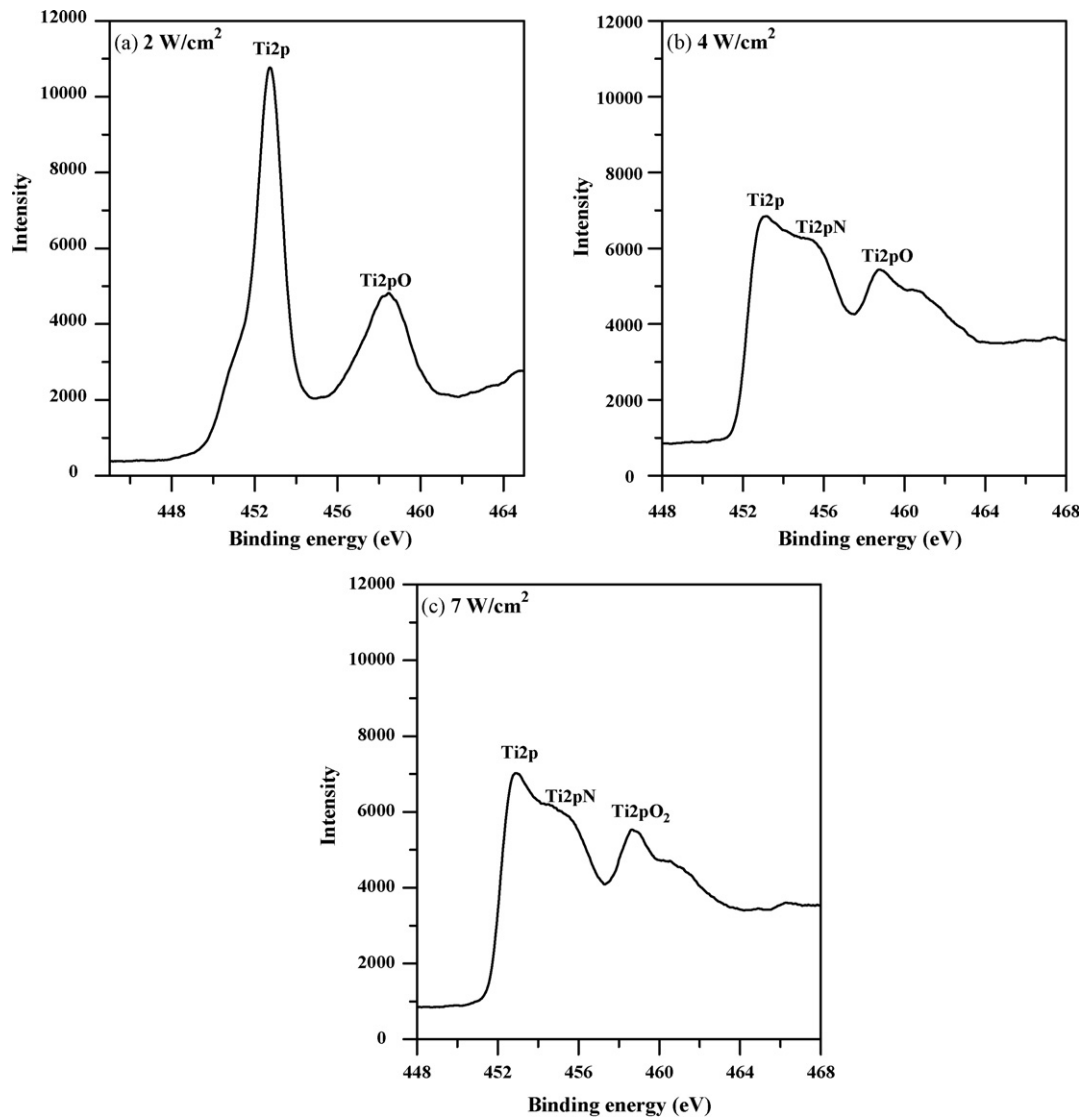 (a) 2 W/cm²
Ti2p
Ti2pO
12000
10000
8000
6000
4000
2000
0
Intensity
448
452
456
460
464
Binding energy (eV)
(b) 4 W/cm²
Ti2p
Ti2pN
Ti2pO
12000
10000
8000
6000
4000
2000
0
Intensity
448
452
456
460
464
468
Binding energy (eV)
(c) 7 W/cm²
Ti2p
Ti2pN
Ti2pO₂
12000
10000
8000
6000
4000
2000
0
Intensity
448
452
456
460
464
468
Binding energy (eV)